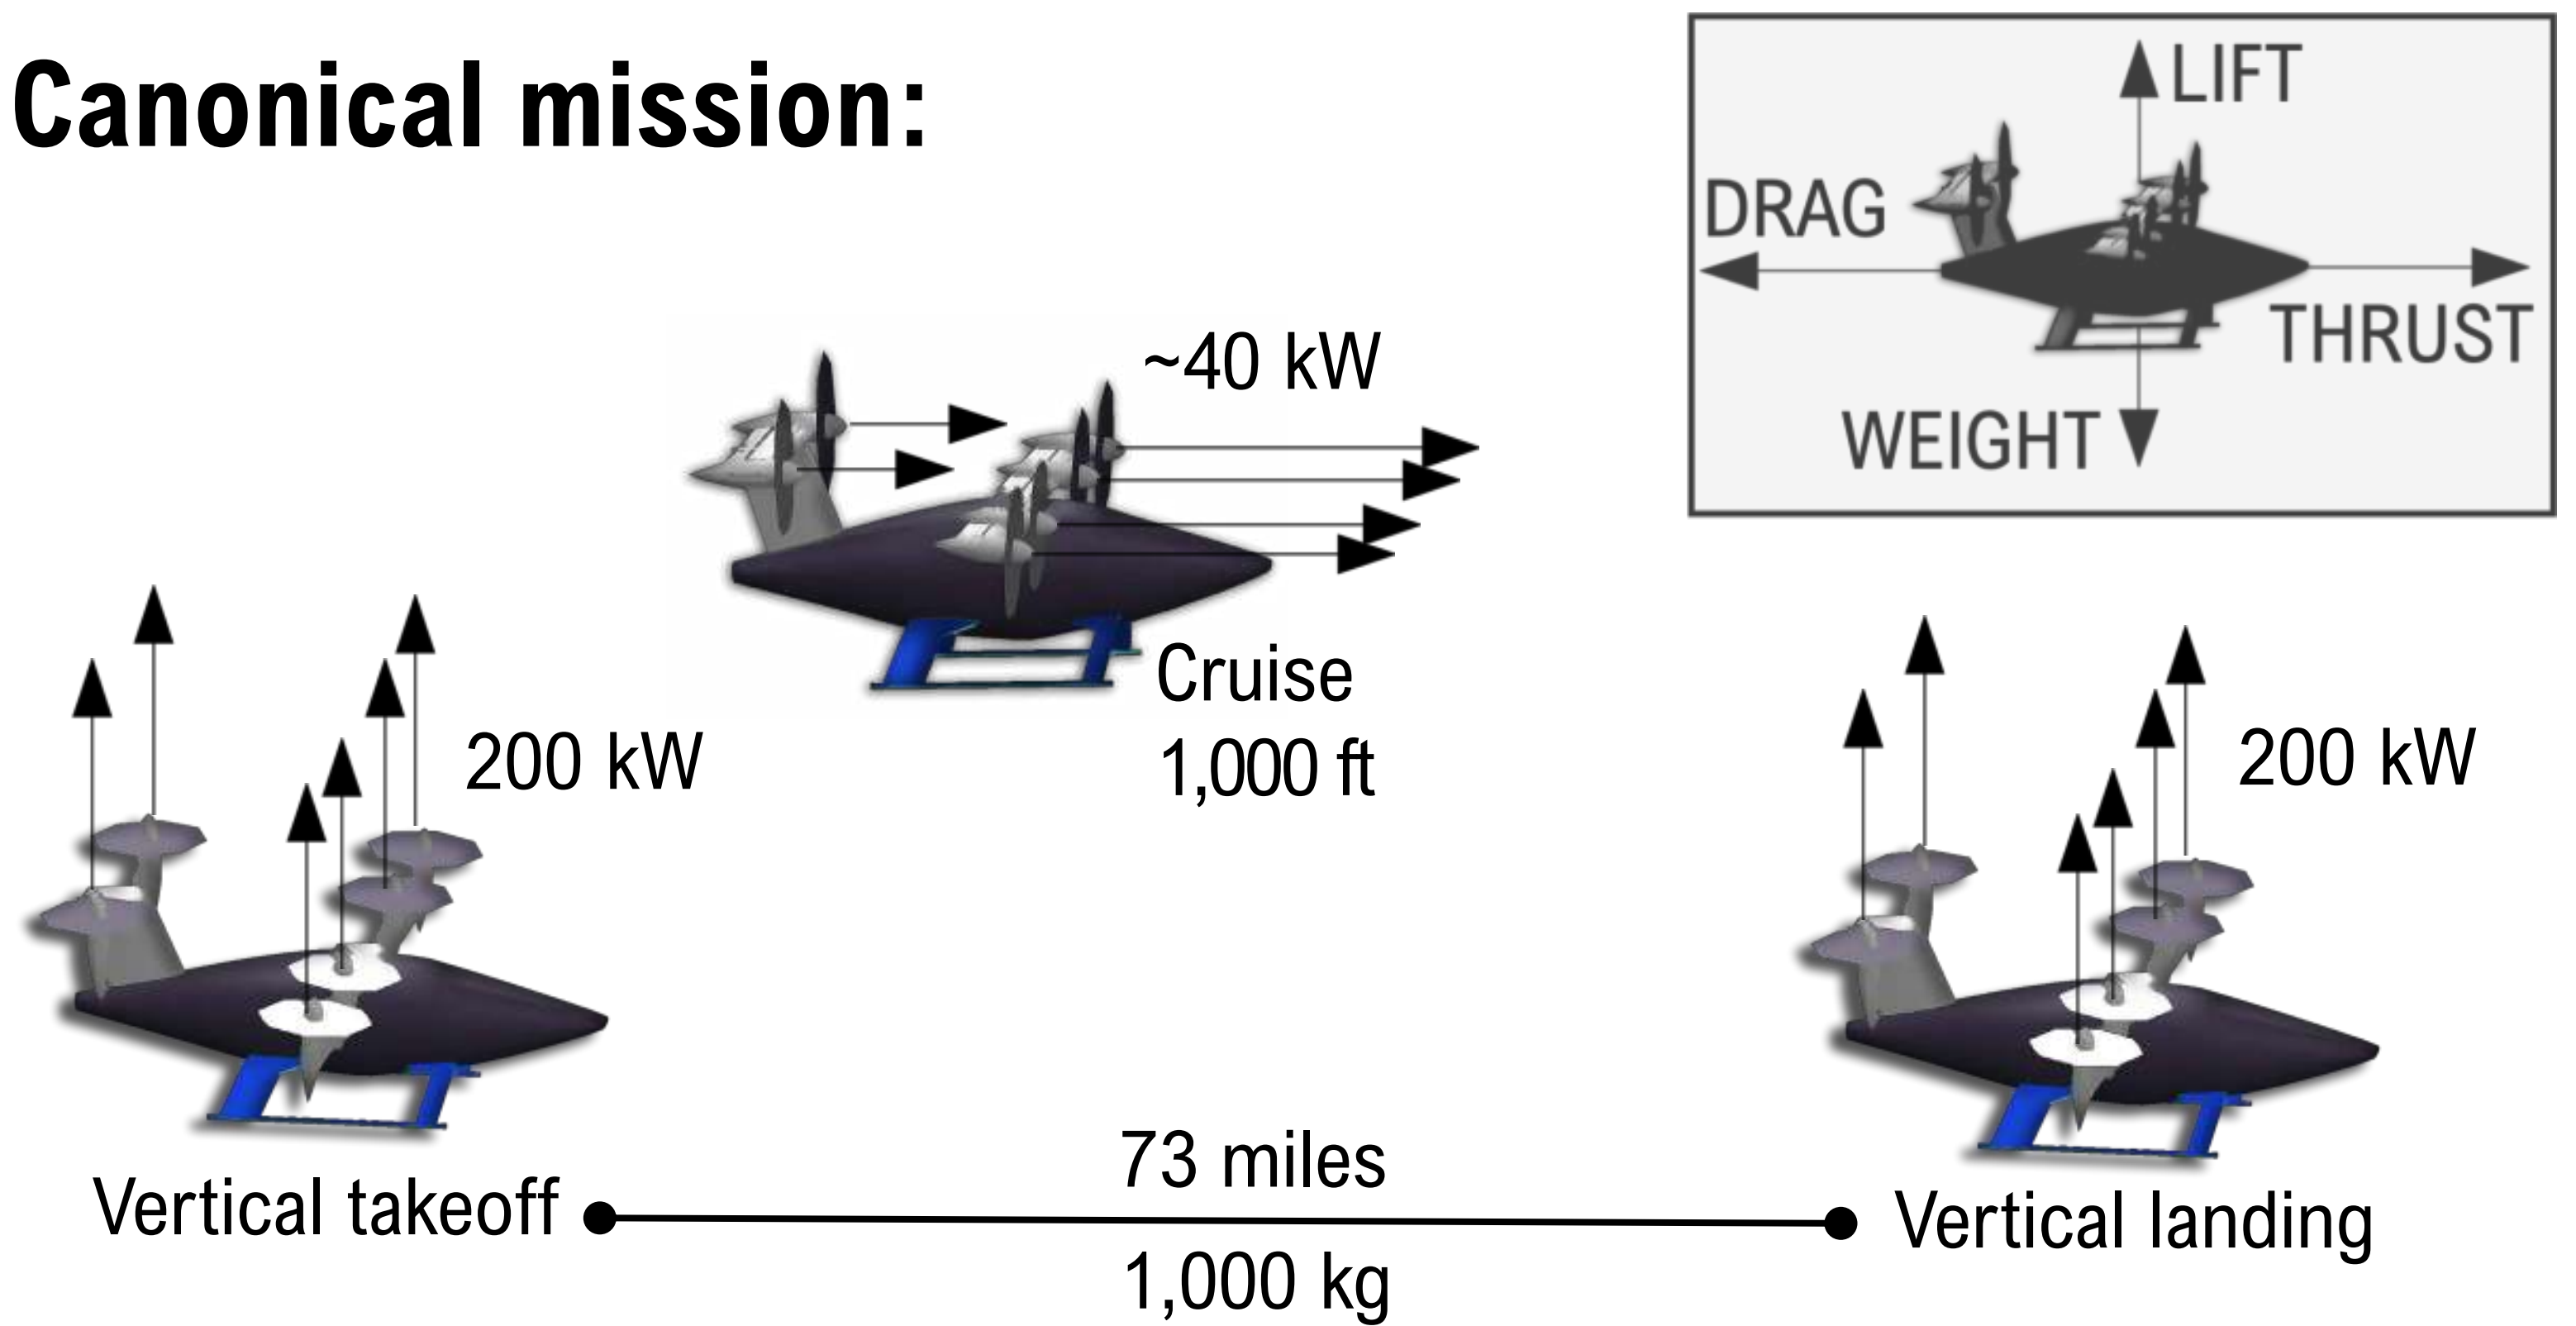 Canonical mission:
LIFT
DRAG
THRUST
WEIGHT
~40 kW
Cruise
1,000 ft
200 kW
200 kW
Vertical takeoff
73 miles
1,000 kg
Vertical landing